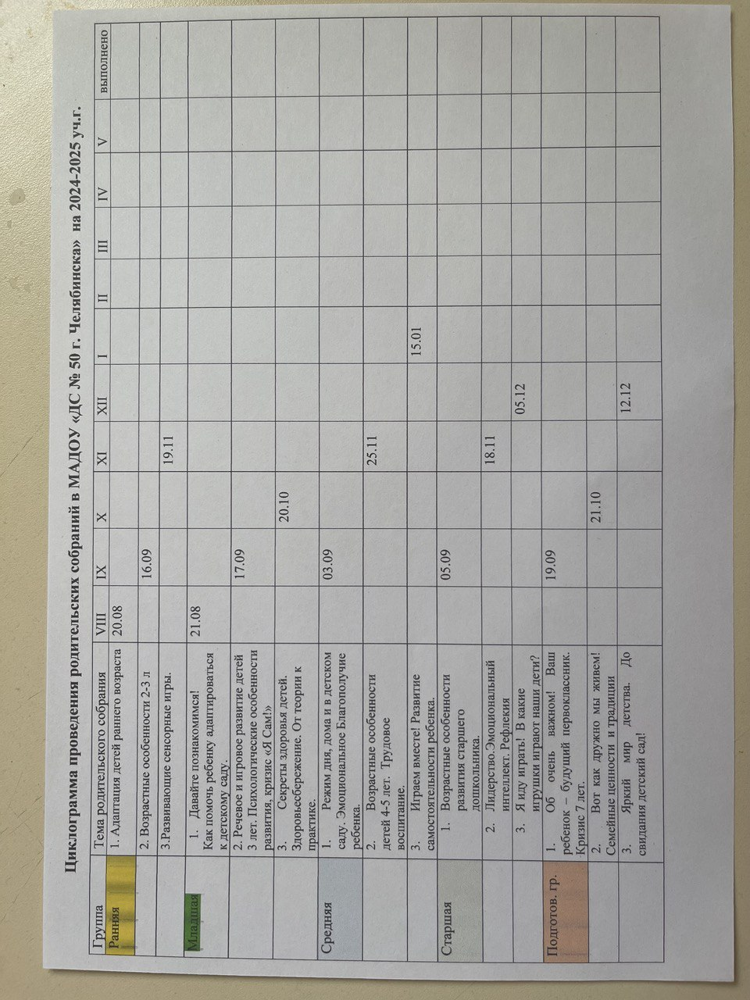 Циклограмма проведения родительских собраний в МАДОУ «ДС № 50 г. Челябинска» на 2024-2025 уч.г.
Группа Тема родительского собрания VIII IX X XI XII I II III IV V выполнено
Ранняя 1. Адаптация детей раннего возраста 20.08
2. Возрастные особенности 2-3 л 16.09
3.Развивающие сенсорные игры. 19.11
Младшая 1. Давайте познакомимся! 21.08
Как помочь ребенку адаптироваться
к детскому саду.
2. Речевое и игровое развитие детей 17.09
3 лет. Психологические особенности
развития, кризис «Я Сам!»
3. Секреты здоровья детей. 20.10
Здоровьесбережение. От теории к
практике.
Средняя 1. Режим дня, дома и в детском 03.09
саду. Эмоциональное Благополучие
ребенка.
2. Возрастные особенности 25.11
детей 4-5 лет. Трудовое
воспитание.
3. Играем вместе! Развитие 15.01
самостоятельности ребенка.
Старшая 1. Возрастные особенности 05.09
развития старшего
дошкольника.
2. Лидерство.Эмоциональный 18.11
интеллект. Рефлекия
3. Я иду играть! В какие 05.12
игрушки играют наши дети?
Подготов. гр. 1. Об очень важном! Ваш 19.09
ребенок – будущий первоклассник.
Кризис 7 лет.
2. Вот как дружно мы живем! 21.10
Семейные ценности и традиции
3. Яркий мир детства. До 12.12
свидания детский сад!